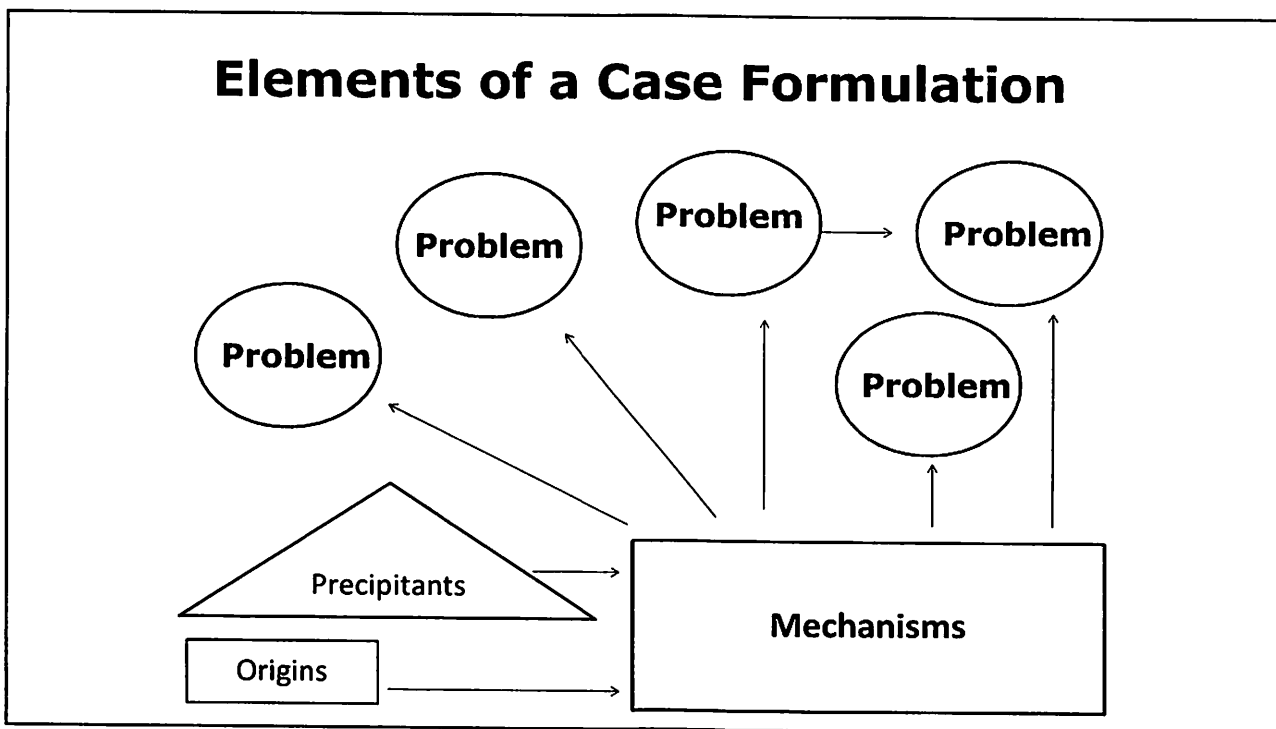 Elements of a Case Formulation
Problem
Problem
Problem
Problem
Problem
Precipitants
Mechanisms
Origins